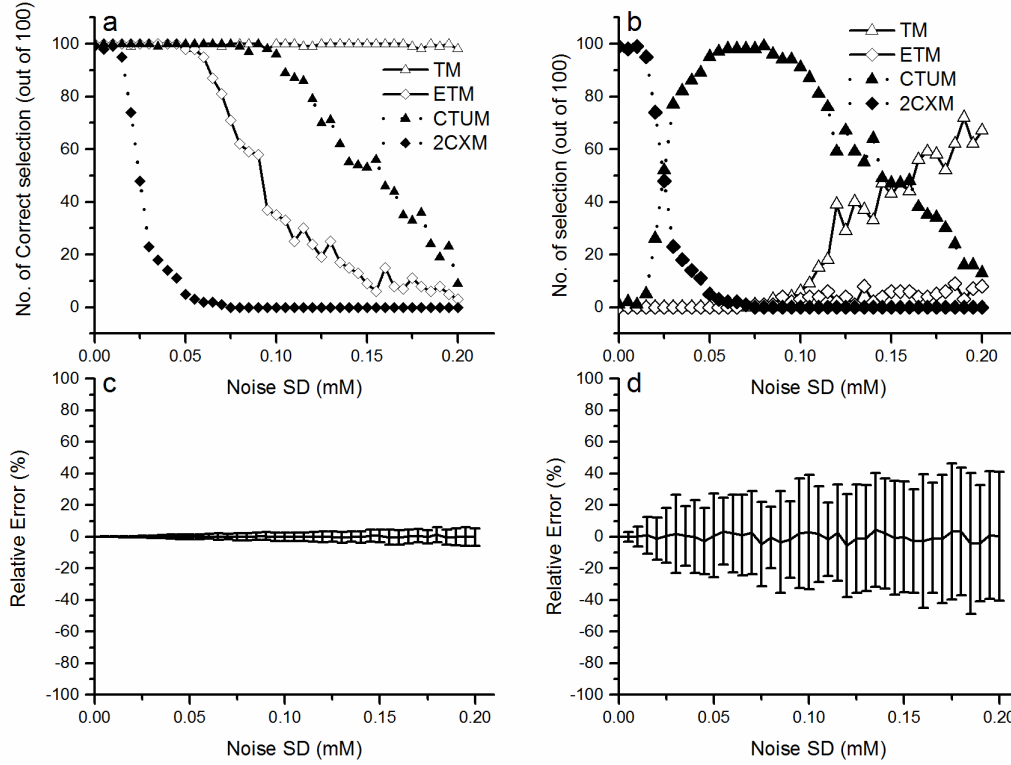 a
No. of Correct selection (out of 100)
100
80
60
40
20
0
TM
ETM
CTUM
2CXM
0.00 0.05 0.10 0.15 0.20
Noise SD (mM)
b
No. of selection (out of 100)
100
80
60
40
20
0
TM
ETM
CTUM
2CXM
0.00 0.05 0.10 0.15 0.20
Noise SD (mM)
c
Relative Error (%)
100
80
60
40
20
0
-20
-40
-60
-80
-100
0.00 0.05 0.10 0.15 0.20
Noise SD (mM)
d
Relative Error (%)
100
80
60
40
20
0
-20
-40
-60
-80
-100
0.00 0.05 0.10 0.15 0.20
Noise SD (mM)